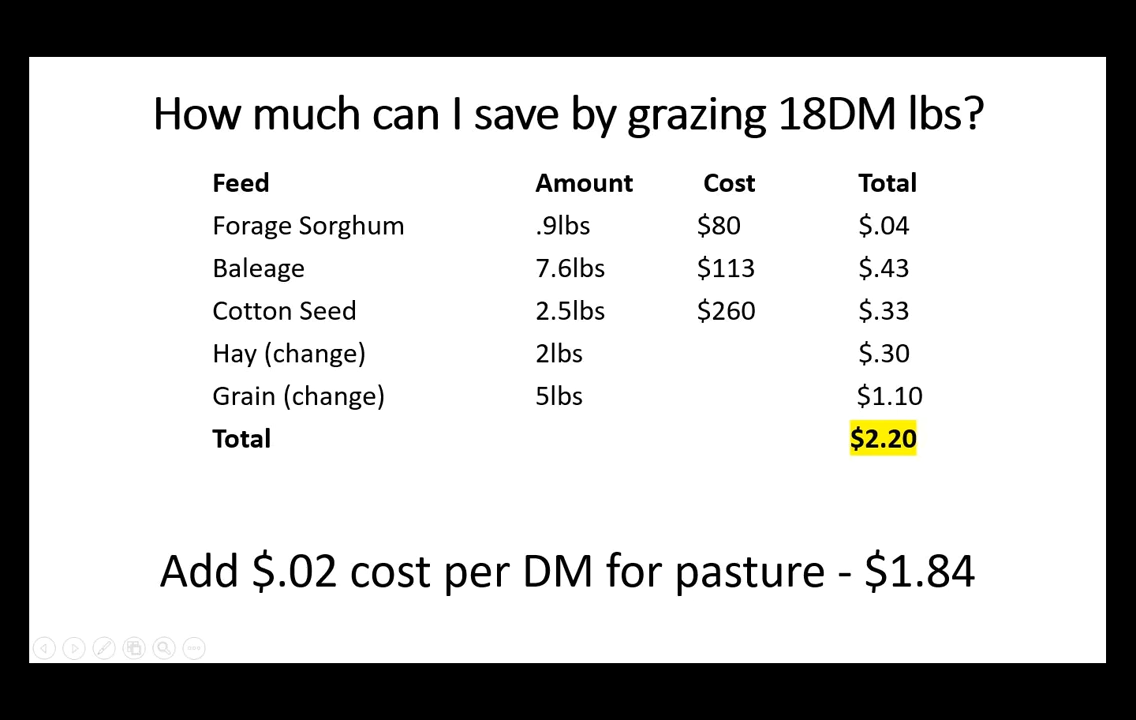 How much can I save by grazing 18DM lbs?
Feed Amount Cost Total
Forage Sorghum .9lbs $80 $.04
Baleage 7.6lbs $113 $.43
Cotton Seed 2.5lbs $260 $.33
Hay (change) 2lbs $.30
Grain (change) 5lbs $1.10
Total $2.20
Add $.02 cost per DM for pasture - $1.84